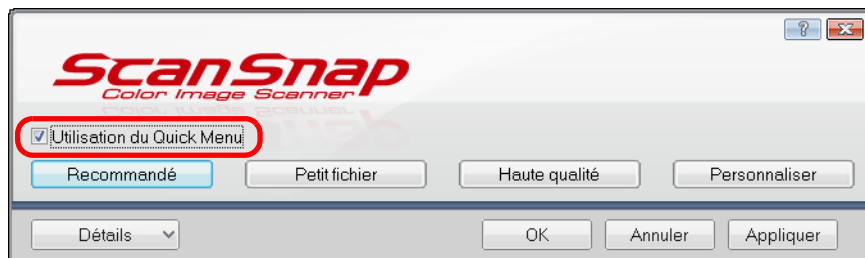 ?
ScanSnap
Color Image Scanner
Utilisation du Quick Menu
Recommandé Petit fichier Haute qualité Personnaliser
Détails OK Annuler Appliquer